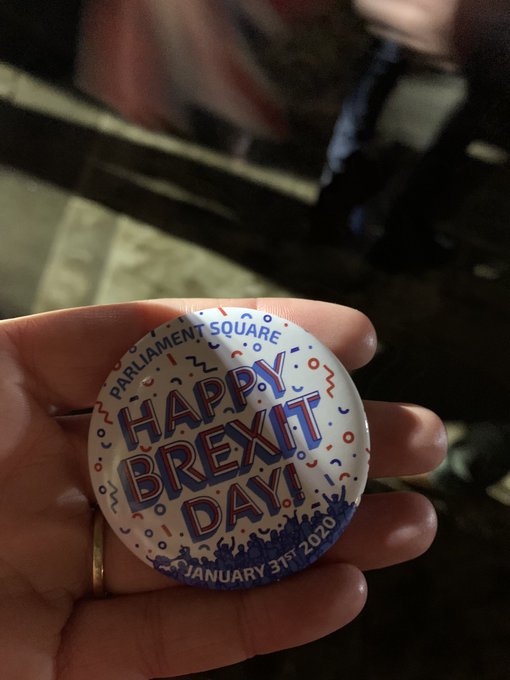 PARLIAMENT SQUARE
HAPPY
BREXIT
DAY!
JANUARY 31ST 2020